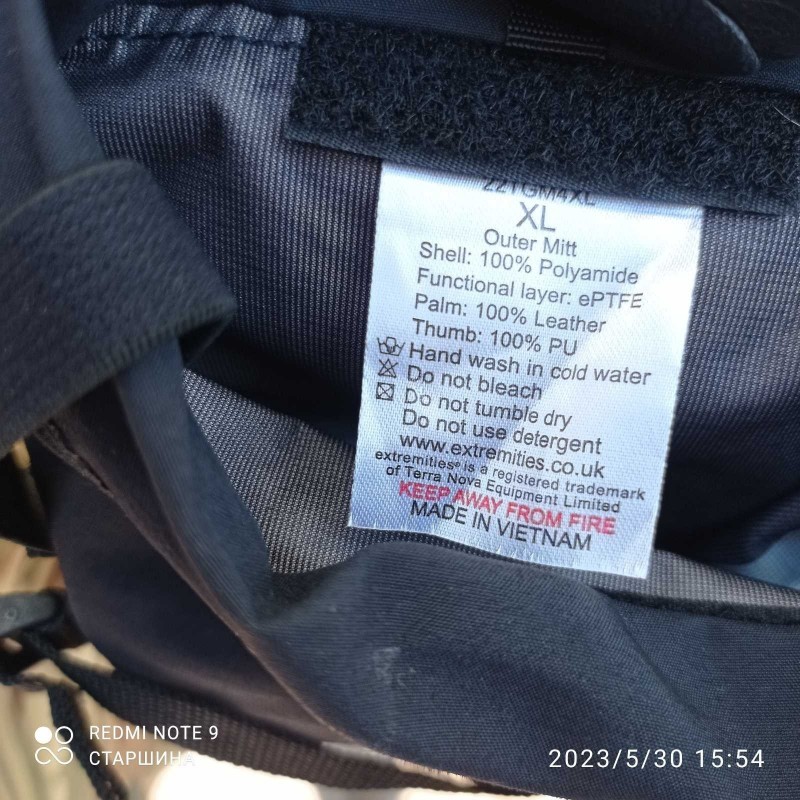 22TGM4XL
XL
Outer Mitt
Shell: 100% Polyamide
Functional layer: ePTFE
Palm: 100% Leather
Thumb: 100% PU
Hand wash in cold water
Do not bleach
Do not tumble dry
Do not use detergent
www.extremities.co.uk
extremities® is a registered trademark
of Terra Nova Equipment Limited
KEEP AWAY FROM FIRE
MADE IN VIETNAM
REDMI NOTE 9
СТАРШИНА
2023/5/30 15:54